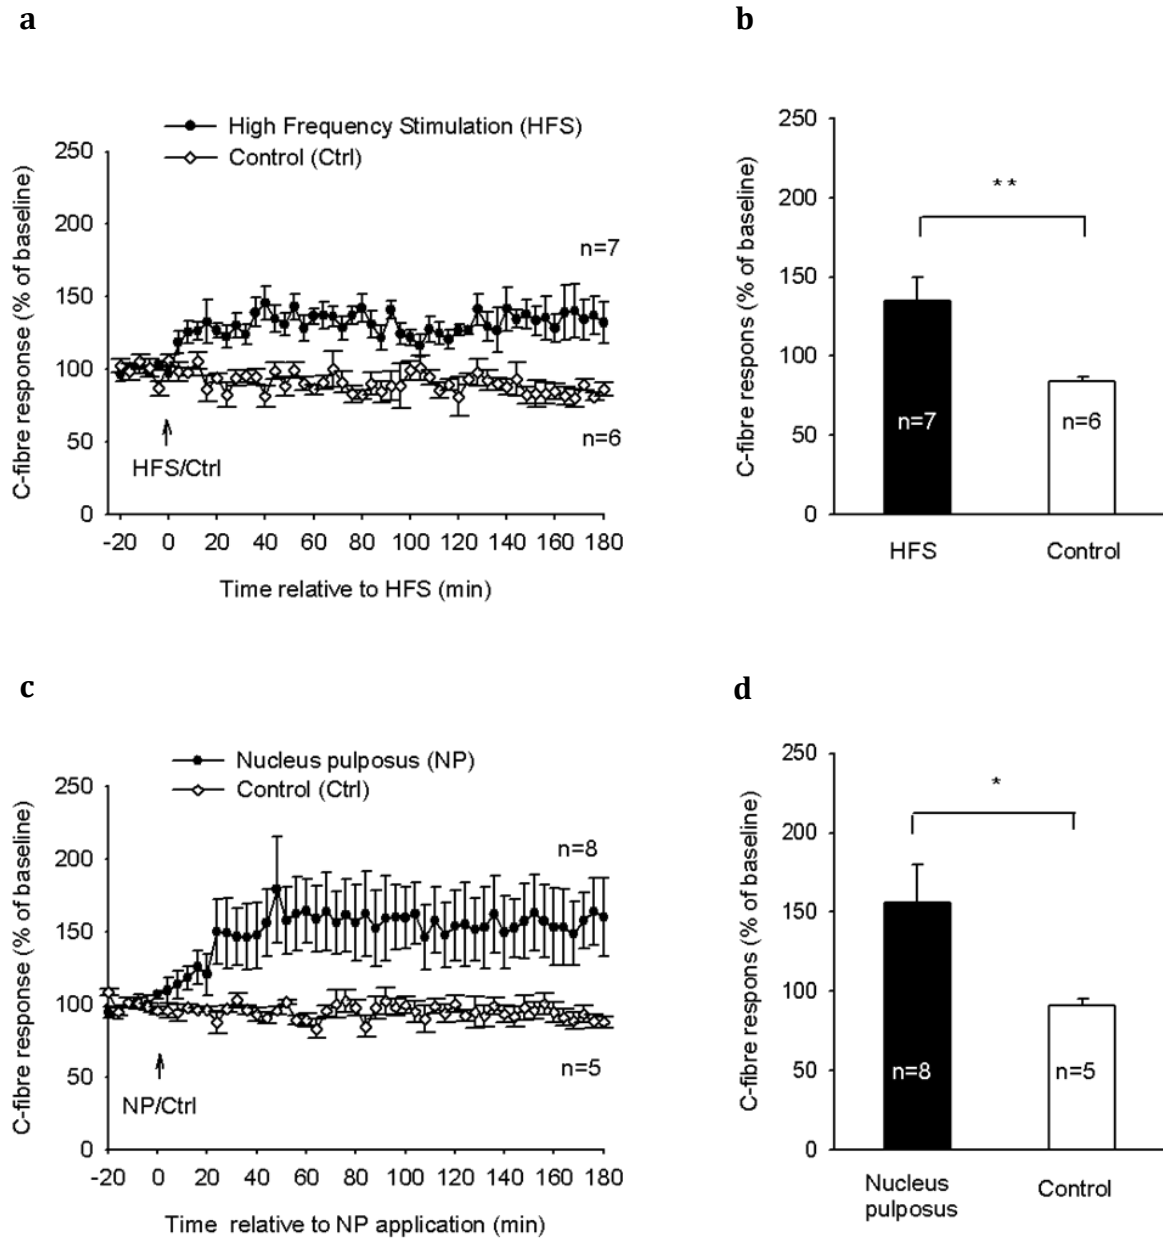 a
High Frequency Stimulation (HFS)
Control (Ctrl)
C-fibre response (% of baseline)
250
200
150
100
50
0
n=7
n=6
HFS/Ctrl
-20 0 20 40 60 80 100 120 140 160 180
Time relative to HFS (min)
b
C-fibre respons (% of baseline)
250
200
150
100
50
0
**
n=7
n=6
HFS
Control
c
Nucleus pulposus (NP)
Control (Ctrl)
C-fibre response (% of baseline)
250
200
150
100
50
0
n=8
n=5
NP/Ctrl
-20 0 20 40 60 80 100 120 140 160 180
Time relative to NP application (min)
d
C-fibre respons (% of baseline)
250
200
150
100
50
0
*
n=8
n=5
Nucleus
pulposus
Control